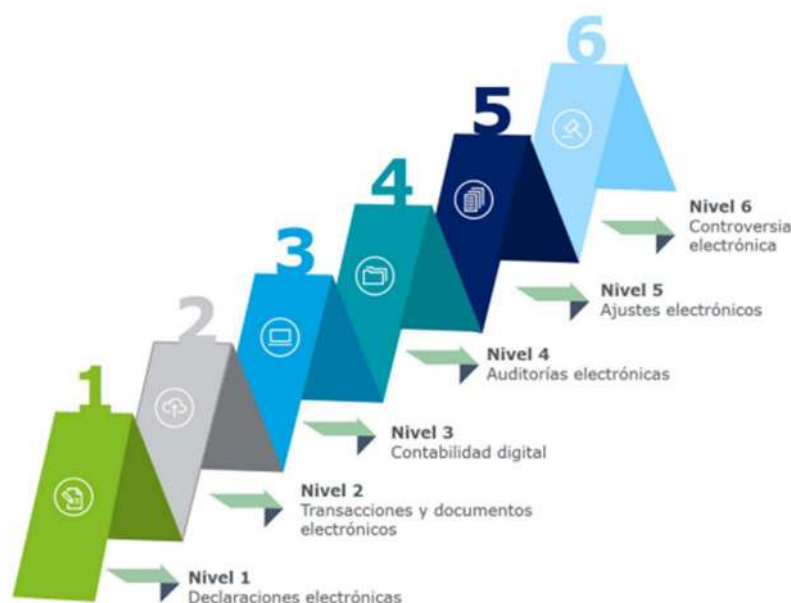 6
5
4
3
2
1
Nivel 6
Controversia
electrónica
Nivel 5
Ajustes electrónicos
Nivel 4
Auditorías electrónicas
Nivel 3
Contabilidad digital
Nivel 2
Transacciones y documentos
electrónicos
Nivel 1
Declaraciones electrónicas